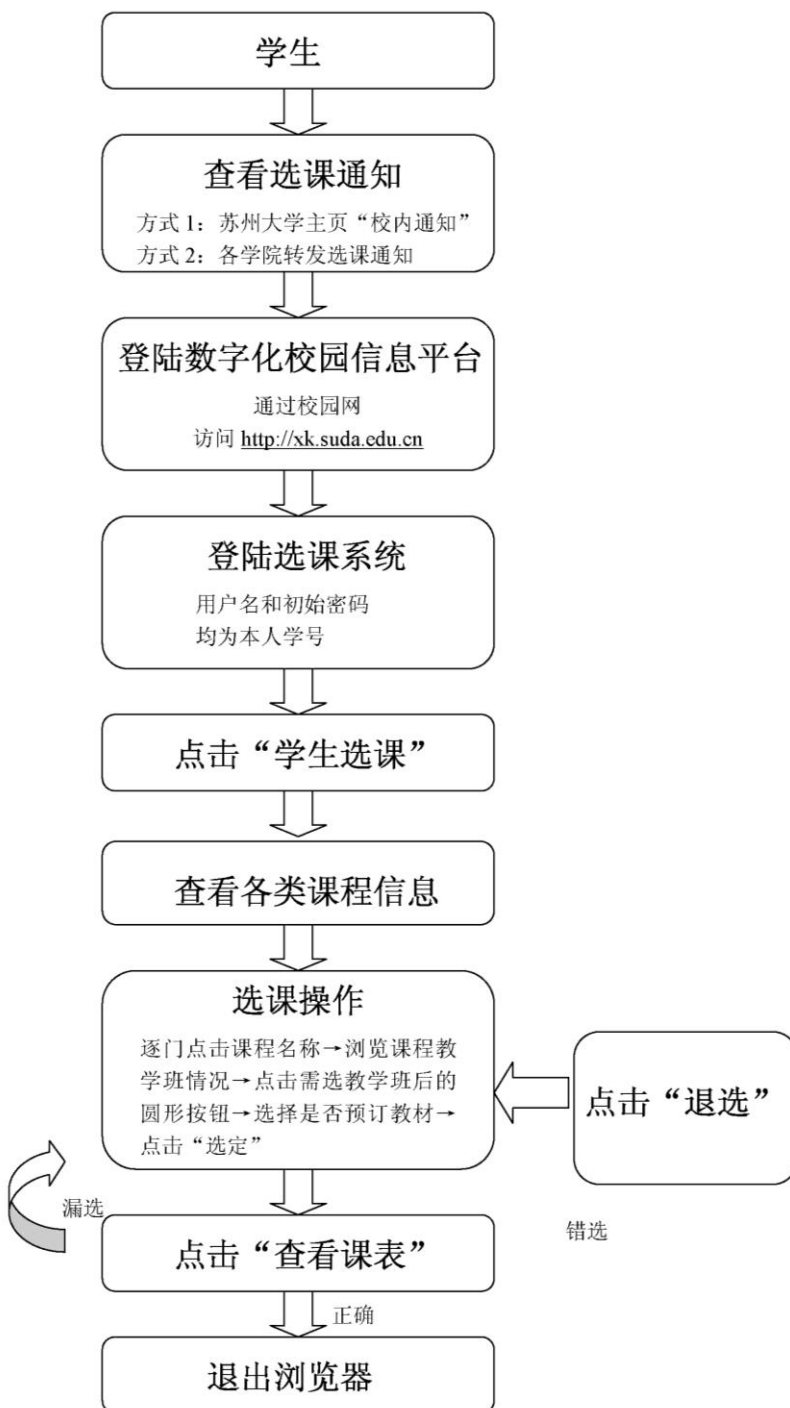 学生
查看选课通知
方式 1：苏州大学主页“校内通知”
方式 2：各学院转发选课通知
登陆数字化校园信息平台
通过校园网
访问 http://xk.suda.edu.cn
登陆选课系统
用户名和初始密码
均为本人学号
点击“学生选课”
查看各类课程信息
选课操作
逐门点击课程名称→浏览课程教
学班情况→点击需选教学班后的
圆形按钮→选择是否预订教材→
点击“选定”
点击“退选”
漏选
错选
点击“查看课表”
正确
退出浏览器